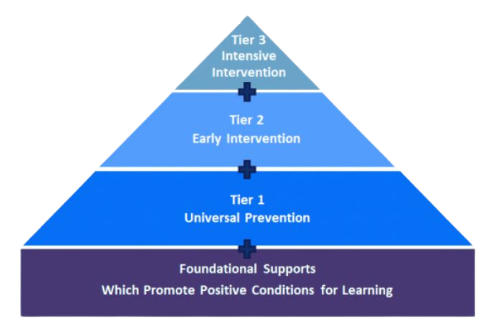 Tier 3
Intensive
Intervention
Tier 2
Early Intervention
Tier 1
Universal Prevention
Foundational Supports
Which Promote Positive Conditions for Learning